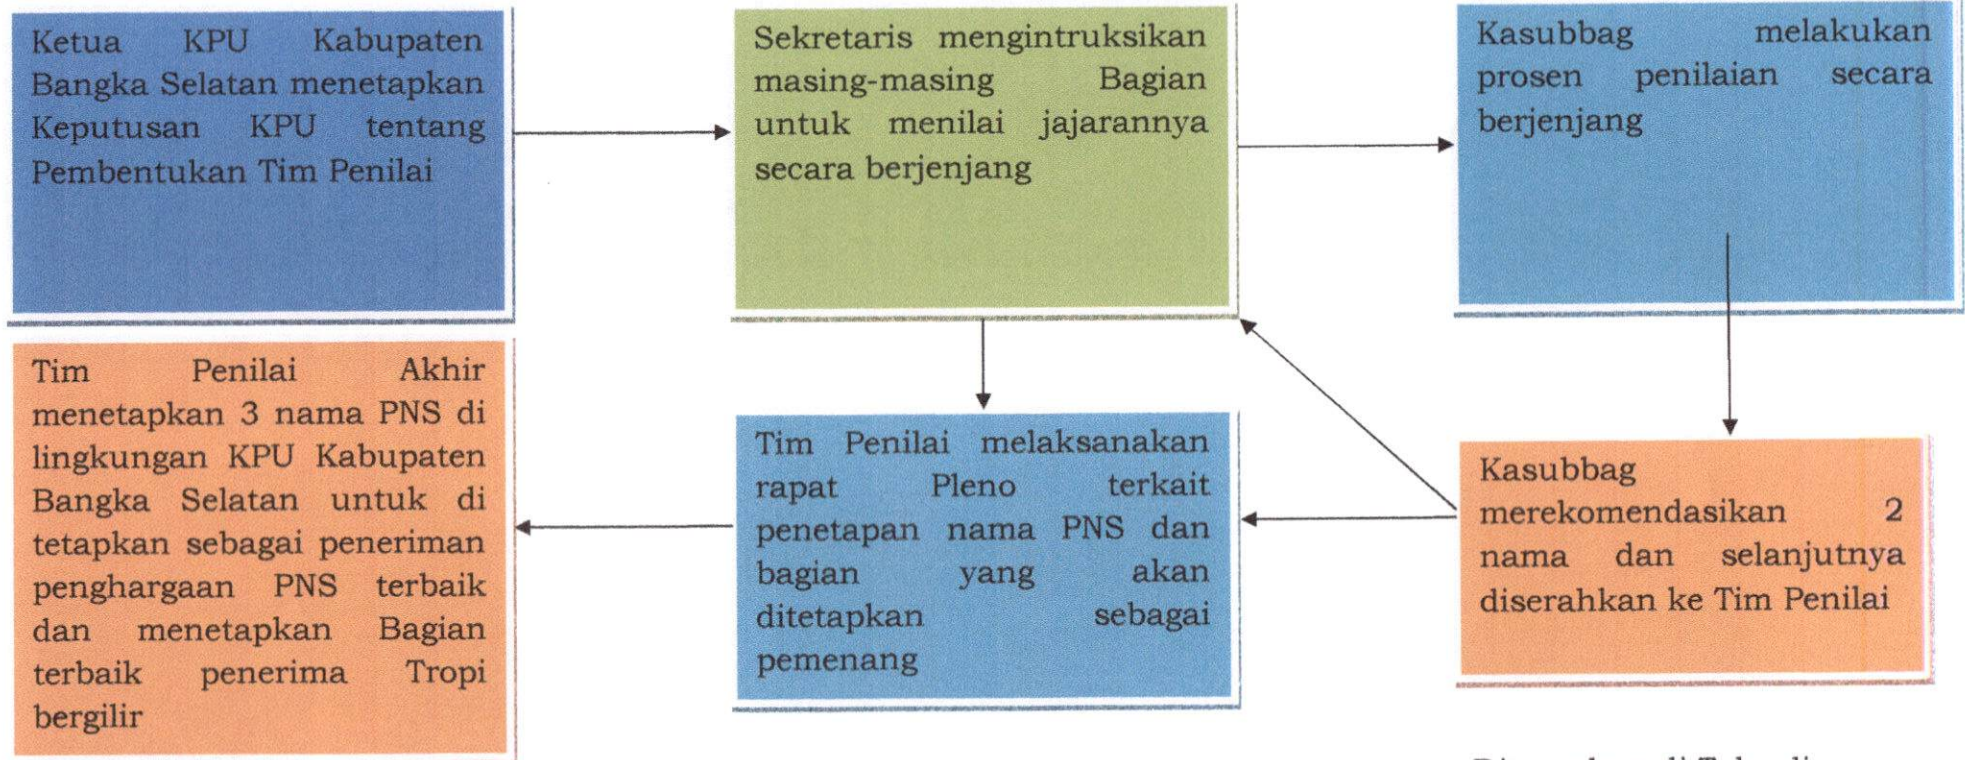 Ketua KPU Kabupaten
Bangka Selatan menetapkan
Keputusan KPU tentang
Pembentukan Tim Penilai
Sekretaris mengintruksikan
masing-masing Bagian
untuk menilai jajarannya
secara berjenjang
Kasubbag melakukan
prosen penilaian secara
berjenjang
Tim Penilai Akhir
menetapkan 3 nama PNS di
lingkungan KPU Kabupaten
Bangka Selatan untuk di
tetapkan sebagai peneriman
penghargaan PNS terbaik
dan menetapkan Bagian
terbaik penerima Tropi
bergilir
Tim Penilai melaksanakan
rapat Pleno terkait
penetapan nama PNS dan
bagian yang akan
ditetapkan sebagai
pemenang
Kasubbag
merekomendasikan 2
nama dan selanjutnya
diserahkan ke Tim Penilai